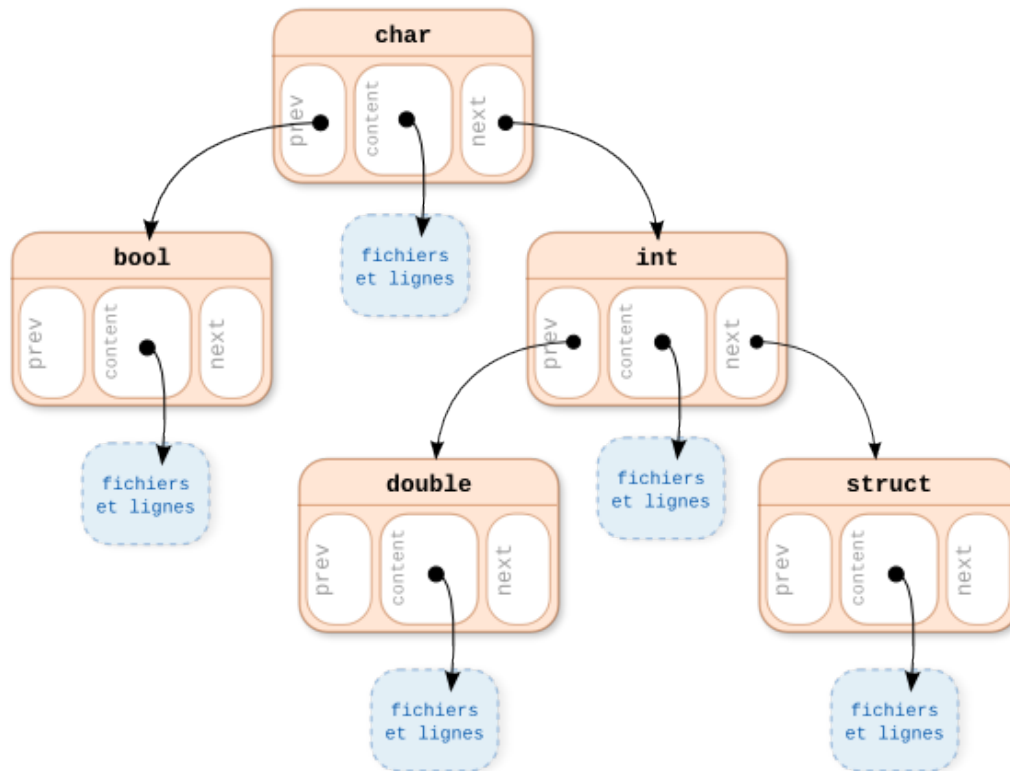 char
prev
content
next
fichiers
et lignes
bool
prev
content
next
fichiers
et lignes
int
prev
content
next
fichiers
et lignes
double
prev
content
next
fichiers
et lignes
struct
prev
content
next
fichiers
et lignes